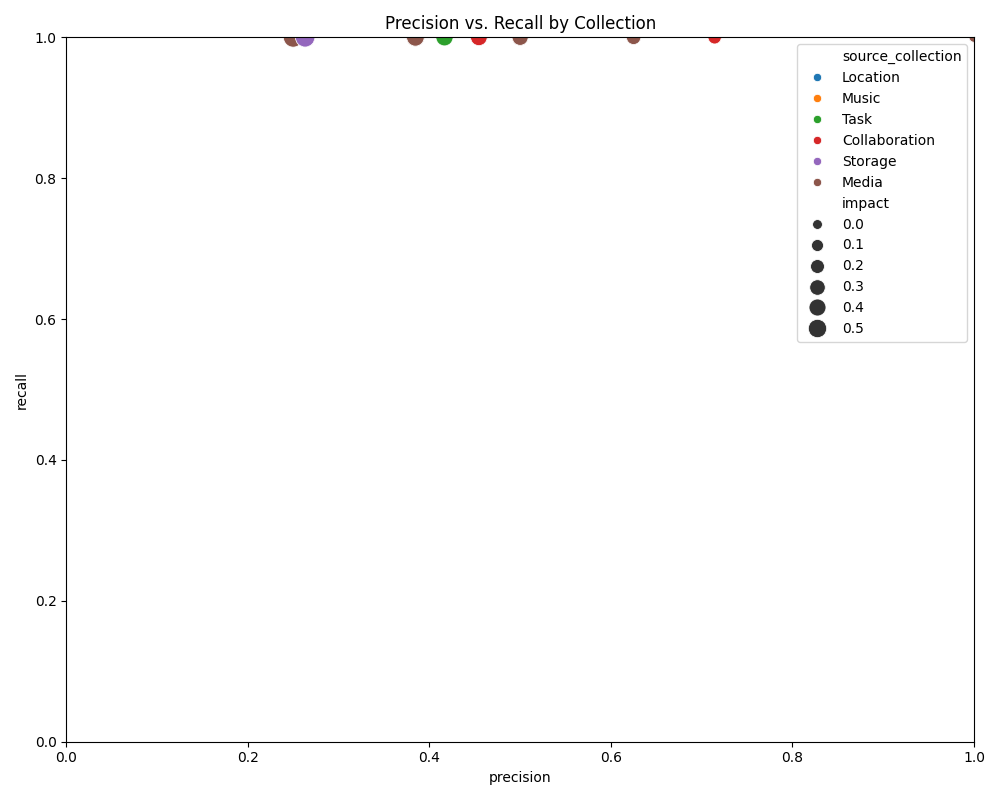 Precision vs. Recall by Collection
1.0
0.8
0.6
0.4
0.2
0.0
recall
0.0
0.2
0.4
0.6
0.8
1.0
precision
source_collection
Location
Music
Task
Collaboration
Storage
Media
impact
0.0
0.1
0.2
0.3
0.4
0.5